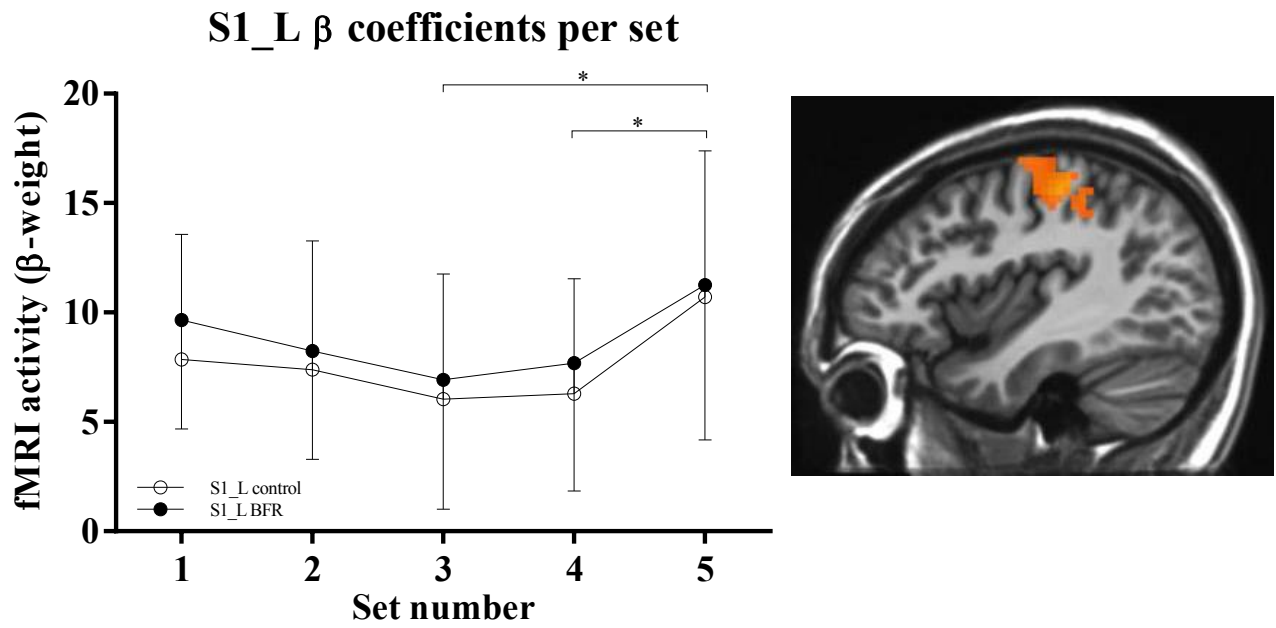 S1_L β coefficients per set
fMRI activity (β-weight)
20
15
10
5
0
*
*
S1_L control
S1_L BFR
1 2 3 4 5
Set number